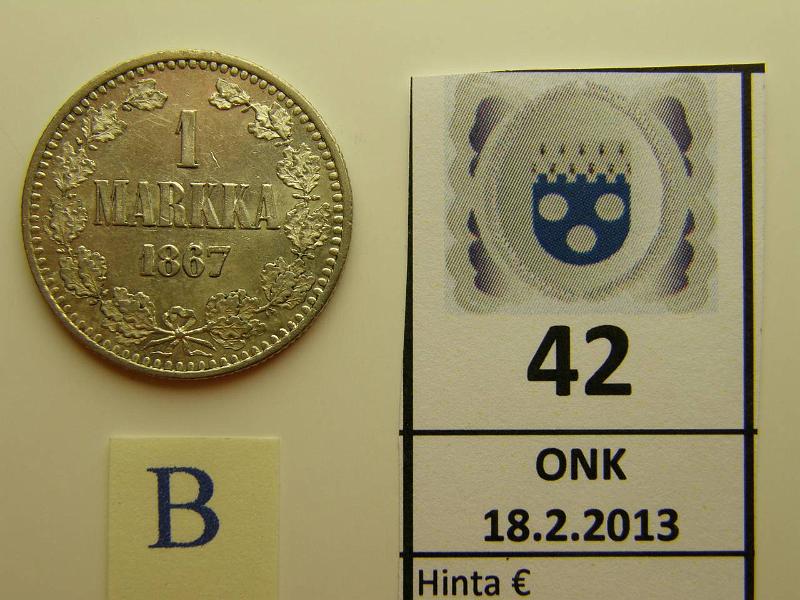 1
MARKKA
1867
B
42
ONK
18.2.2013
Hinta €